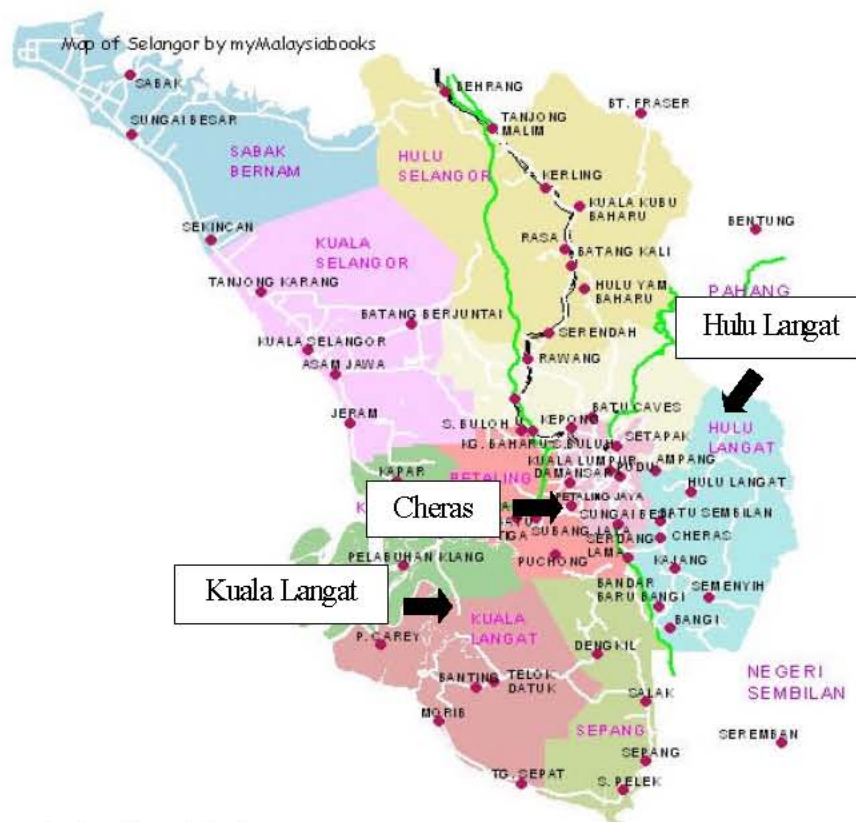 Map of Selangor by myMalaysiabooks
SABAK
SUNGAI BESAR
SABAK
BERNAM
BEHRANG
TANJONG
MALIM
BT. FRASER
HULU
SELANGOR
KERLING
KUALA KUBU
BAHARU
BENTUNG
SEKINCAN
KUALA
SELANGOR
RASA
BATANG KALI
TANJONG KARANG
HULU YAM
BAHARU
PAHANG
BATANG BERJUNTAI
SERENDAH
Hulu Langat
KUALA SELANGOR
ASAM JAWA
RAWANG
JERAM
S. BULOH
KEPONG
BATU CAVES
HULU
LANGAT
KG. BAHARU S.BULUH
SETAPAK
KAPAR
PETALING
KUALA LUMPUR
AMPANG
DAMANSAR
PUDU
HULU LANGAT
Cheras
PETALING JAYA
SUNGAI BESI
BATU SEMBILAN
SUBANG JAYA
SERDANG
LAMA
CHERAS
PELABUHAN KLANG
PUCHONG
KAJANG
Kuala Langat
BANDAR
BARU BANGI
SEMENYIH
KUALA
LANGAT
BANGI
P. CAREY
DENGKIL
BANTING
TELOK
DATUK
NEGERI
SEMBILAN
SALAK
MORIB
SEPANG
SEREMBAN
SEPANG
TG. SEPAT
S. PELEK